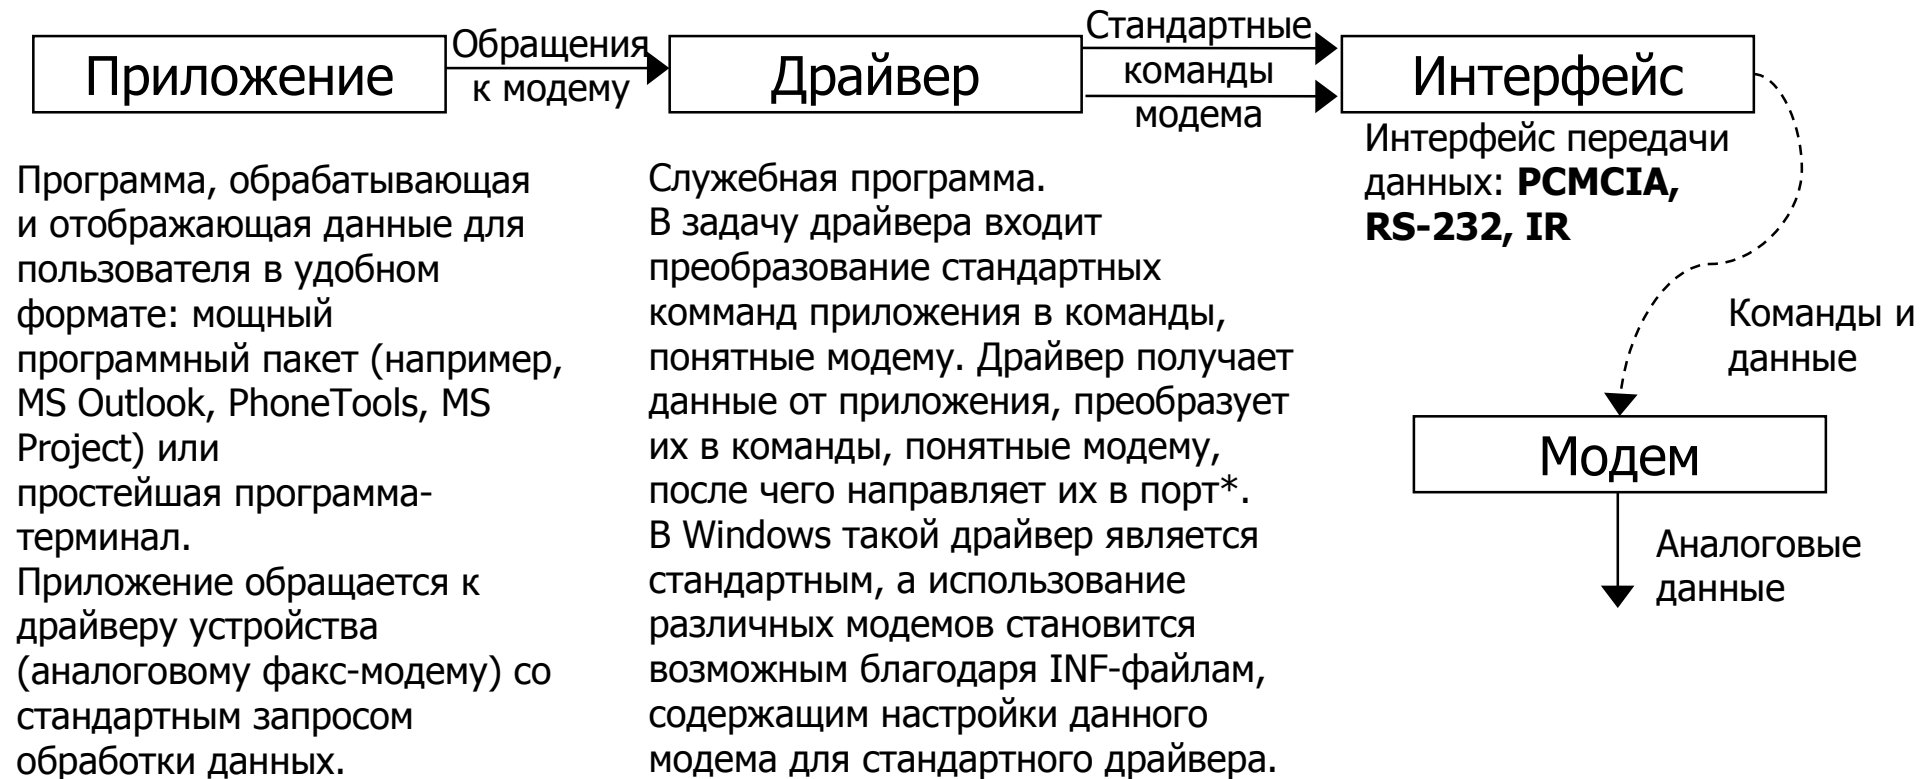 Приложение
Обращения
к модему
Драйвер
Стандартные
команды
модема
Интерфейс
Программа, обрабатывающая
и отображающая данные для
пользователя в удобном
формате: мощный
программный пакет (например,
MS Outlook, PhoneTools, MS
Project) или
простейшая программа-
терминал.
Приложение обращается к
драйверу устройства
(аналоговому факс-модему) со
стандартным запросом
обработки данных.
Служебная программа.
В задачу драйвера входит
преобразование стандартных
комманд приложения в команды,
понятные модему. Драйвер получает
данные от приложения, преобразует
их в команды, понятные модему,
после чего направляет их в порт*.
В Windows такой драйвер является
стандартным, а использование
различных модемов становится
возможным благодаря INF-файлам,
содержащим настройки данного
модема для стандартного драйвера.
Интерфейс передачи
данных: PCMCIA,
RS-232, IR
Команды и
данные
Модем
Аналоговые
данные